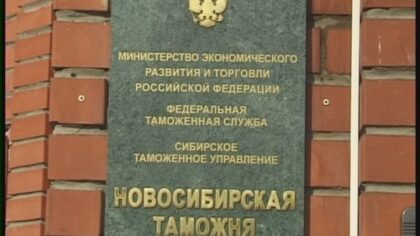 МИНИСТЕРСТВО ЭКОНОМИЧЕСКОГО
РАЗВИТИЯ И ТОРГОВЛИ
РОССИЙСКОЙ ФЕДЕРАЦИИ
ФЕДЕРАЛЬНАЯ
ТАМОЖЕННАЯ СЛУЖБА
СИБИРСКОЕ
ТАМОЖЕННОЕ УПРАВЛЕНИЕ
НОВОСИБИРСКАЯ
ТАМОЖНЯ